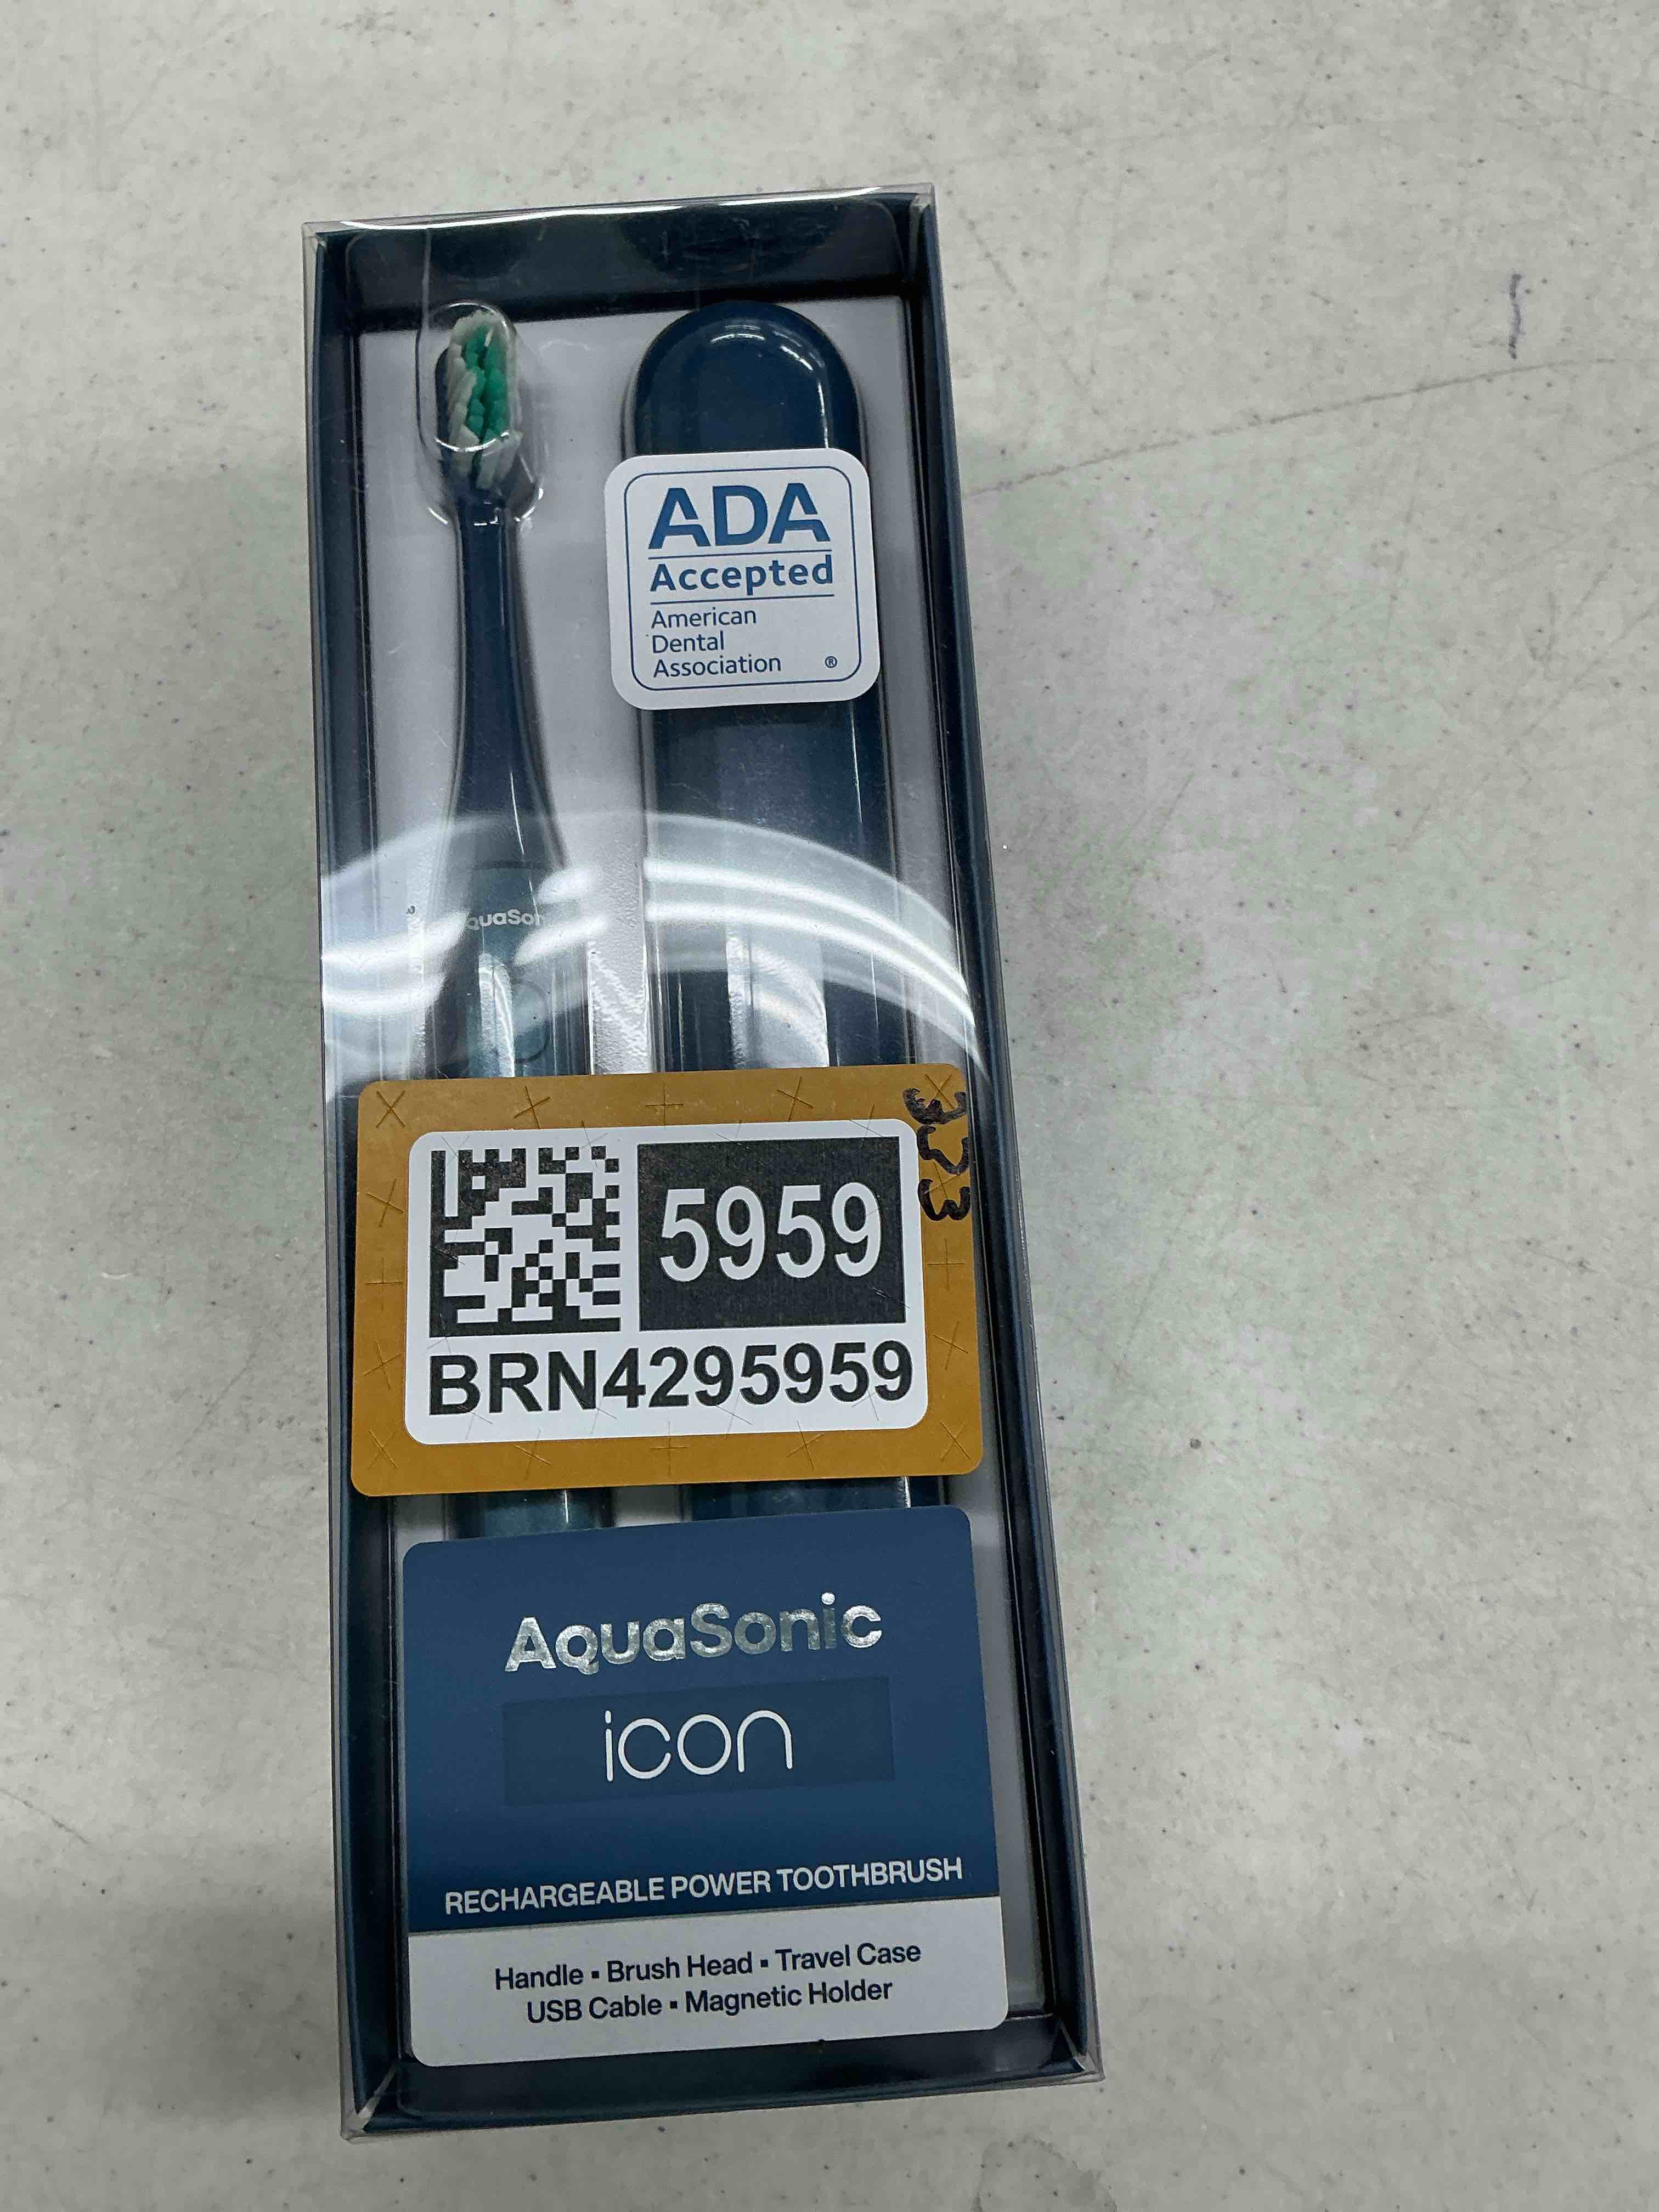 ADA
Accepted
American
Dental
Association ®
5959
BRN4295959
AquaSonic
icon
RECHARGEABLE POWER TOOTHBRUSH
Handle ▪ Brush Head ▪ Travel Case
USB Cable ▪ Magnetic Holder